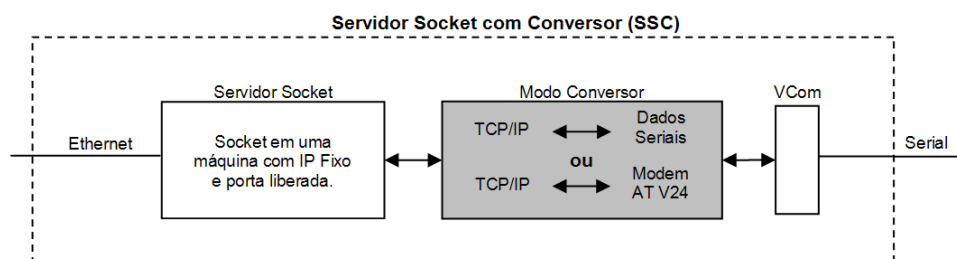 Servidor Socket com Conversor (SSC)
Servidor Socket
Modo Conversor
VCom
Ethernet
Socket em uma
máquina com IP Fixo
e porta liberada.
TCP/IP
Dados
Seriais
ou
TCP/IP
Modem
AT V24
Serial